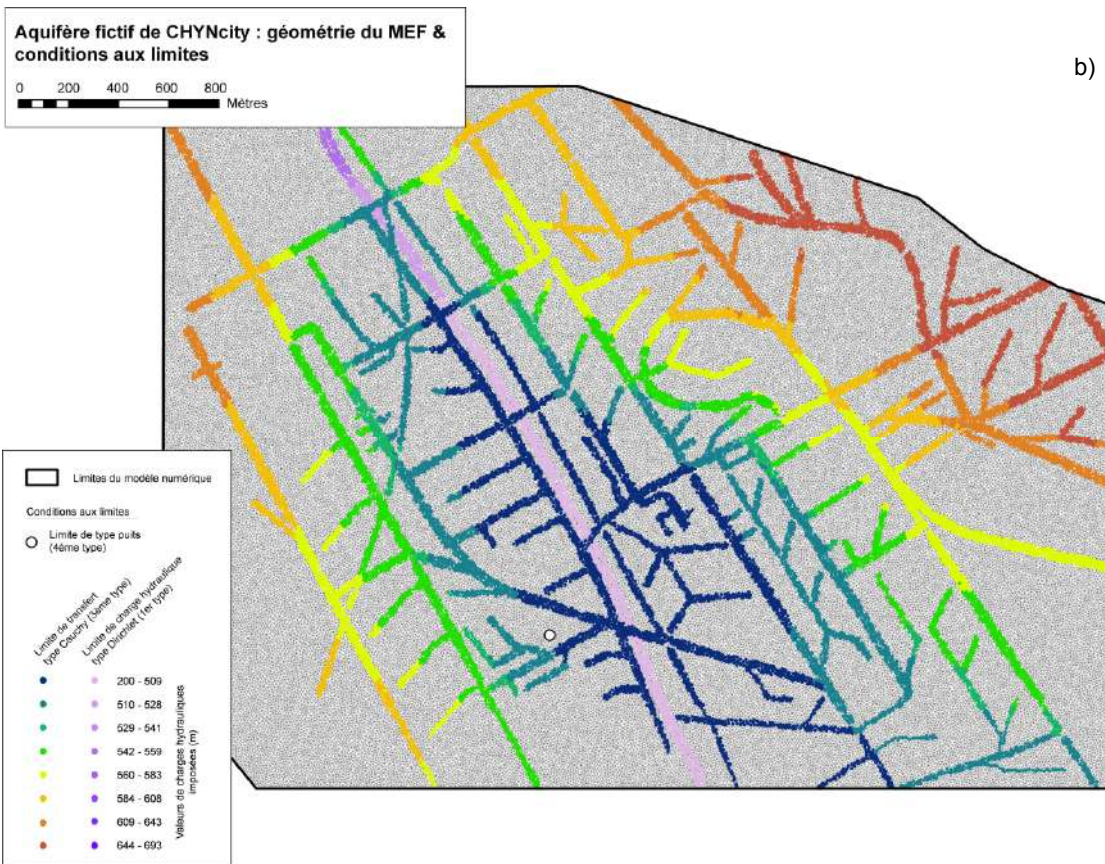 Aquifère fictif de CHYNcity : géométrie du MEF &
conditions aux limites
0 200 400 600 800
Mètres
b)
Limites du modèle numérique
Conditions aux limites
Limite de type puits
(4ème type)
Limite de transfert
type Cauchy (3ème type)
Limite de charge hydraulique
type Dirichlet (1er type)
200 - 509
510 - 528
529 - 541
542 - 559
560 - 583
584 - 608
609 - 643
644 - 693
Valeurs de charges hydrauliques
imposées (m)